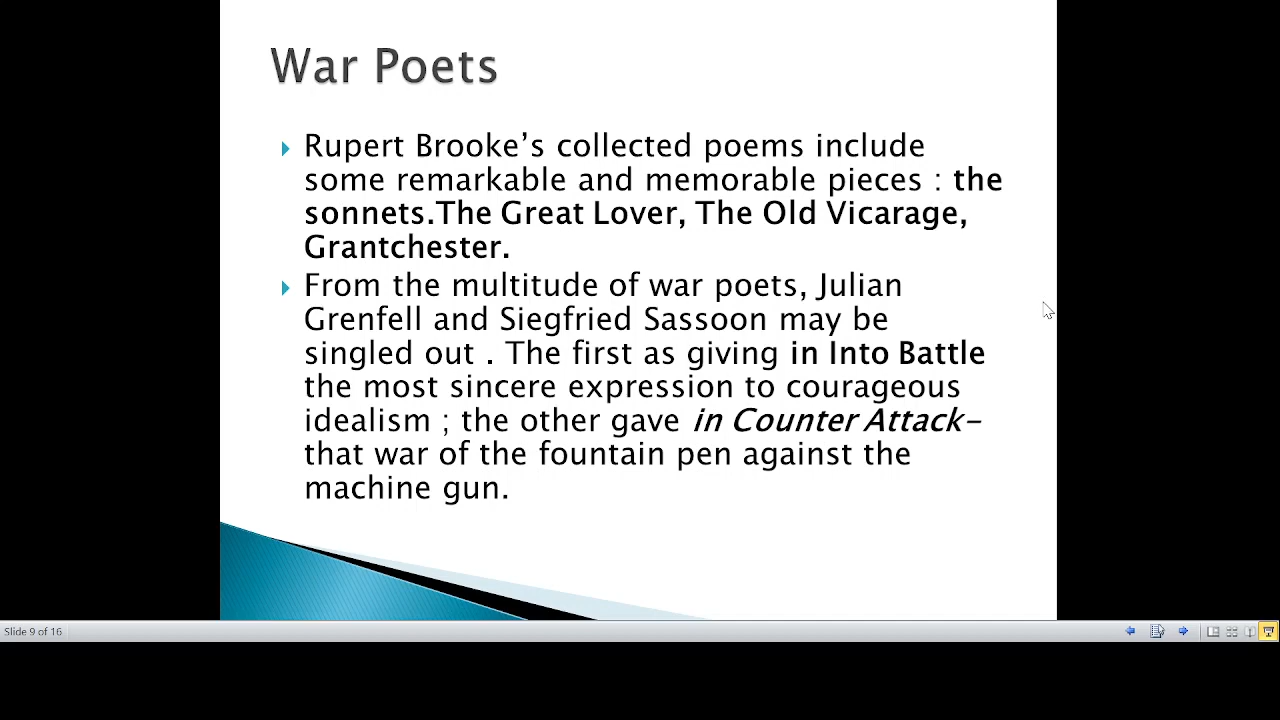 War Poets
Rupert Brooke’s collected poems include
some remarkable and memorable pieces : the
sonnets.The Great Lover, The Old Vicarage,
Grantchester.
From the multitude of war poets, Julian
Grenfell and Siegfried Sassoon may be
singled out . The first as giving in Into Battle
the most sincere expression to courageous
idealism ; the other gave in Counter Attack-
that war of the fountain pen against the
machine gun.
Slide 9 of 16